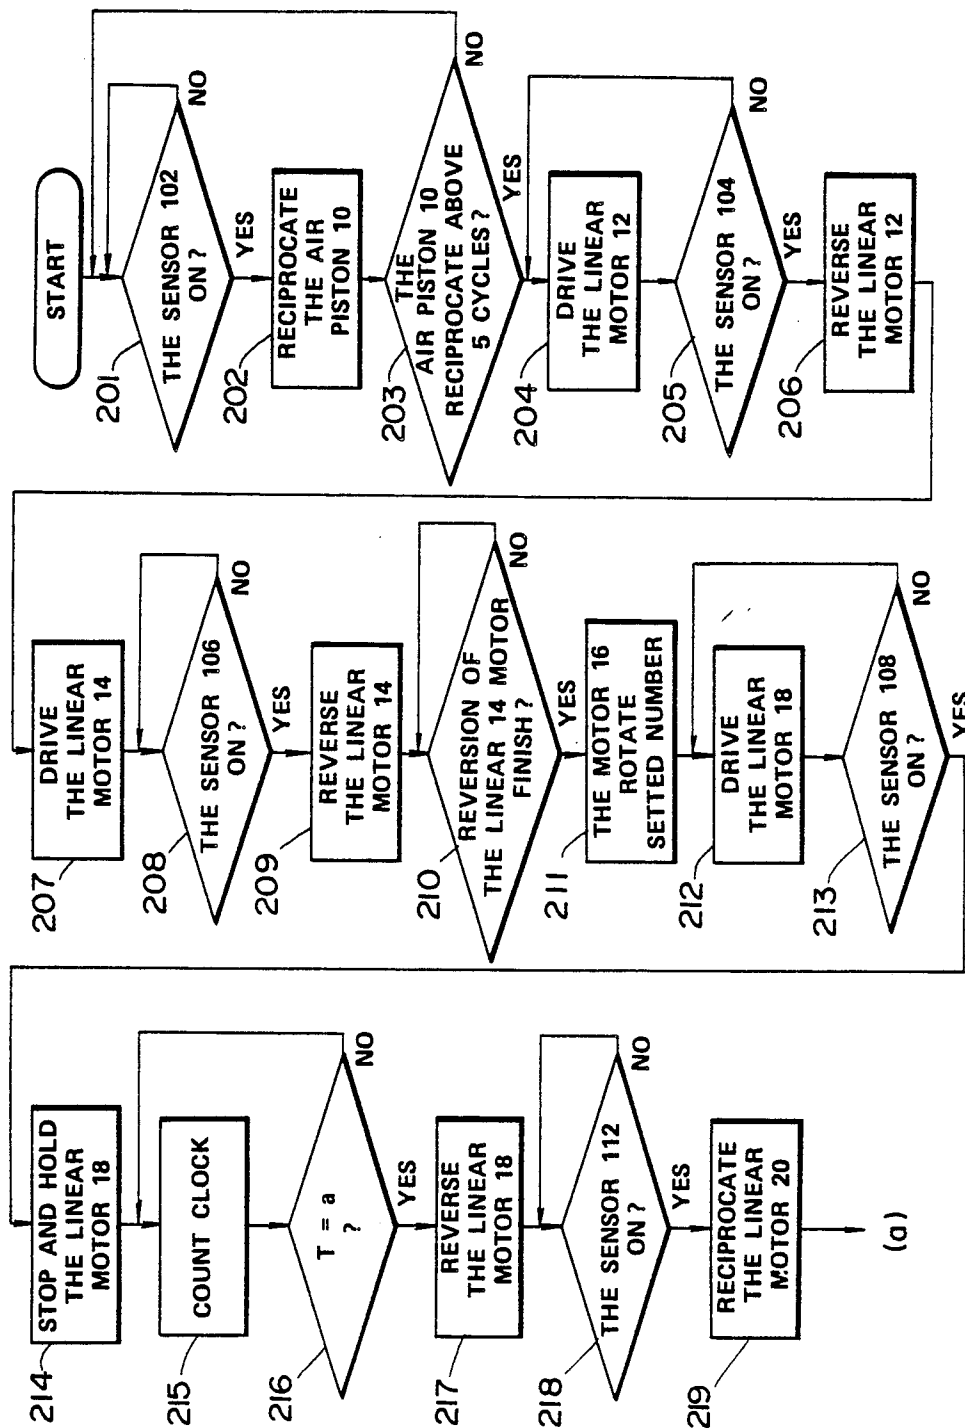 START
201
THE SENSOR 102
ON ?
NO
YES
202
RECIPROCATE
THE AIR
PISTON 10
203
THE
AIR PISTON 10
RECIPROCATE ABOVE
5 CYCLES ?
NO
YES
204
DRIVE
THE LINEAR
MOTOR 12
205
THE SENSOR 104
ON ?
NO
YES
206
REVERSE
THE LINEAR
MOTOR 12
207
DRIVE
THE LINEAR
MOTOR 14
208
THE SENSOR 106
ON ?
NO
YES
209
REVERSE
THE LINEAR
MOTOR 14
210
REVERSION OF
THE LINEAR 14 MOTOR
FINISH ?
NO
YES
211
THE MOTOR 16
ROTATE
SETTED NUMBER
212
DRIVE
THE LINEAR
MOTOR 18
213
THE SENSOR 108
ON ?
NO
YES
214
STOP AND HOLD
THE LINEAR
MOTOR 18
215
COUNT CLOCK
216
T = a
?
NO
YES
217
REVERSE
THE LINEAR
MOTOR 18
218
THE SENSOR 112
ON ?
NO
YES
219
RECIPROCATE
THE LINEAR
MOTOR 20
(a)